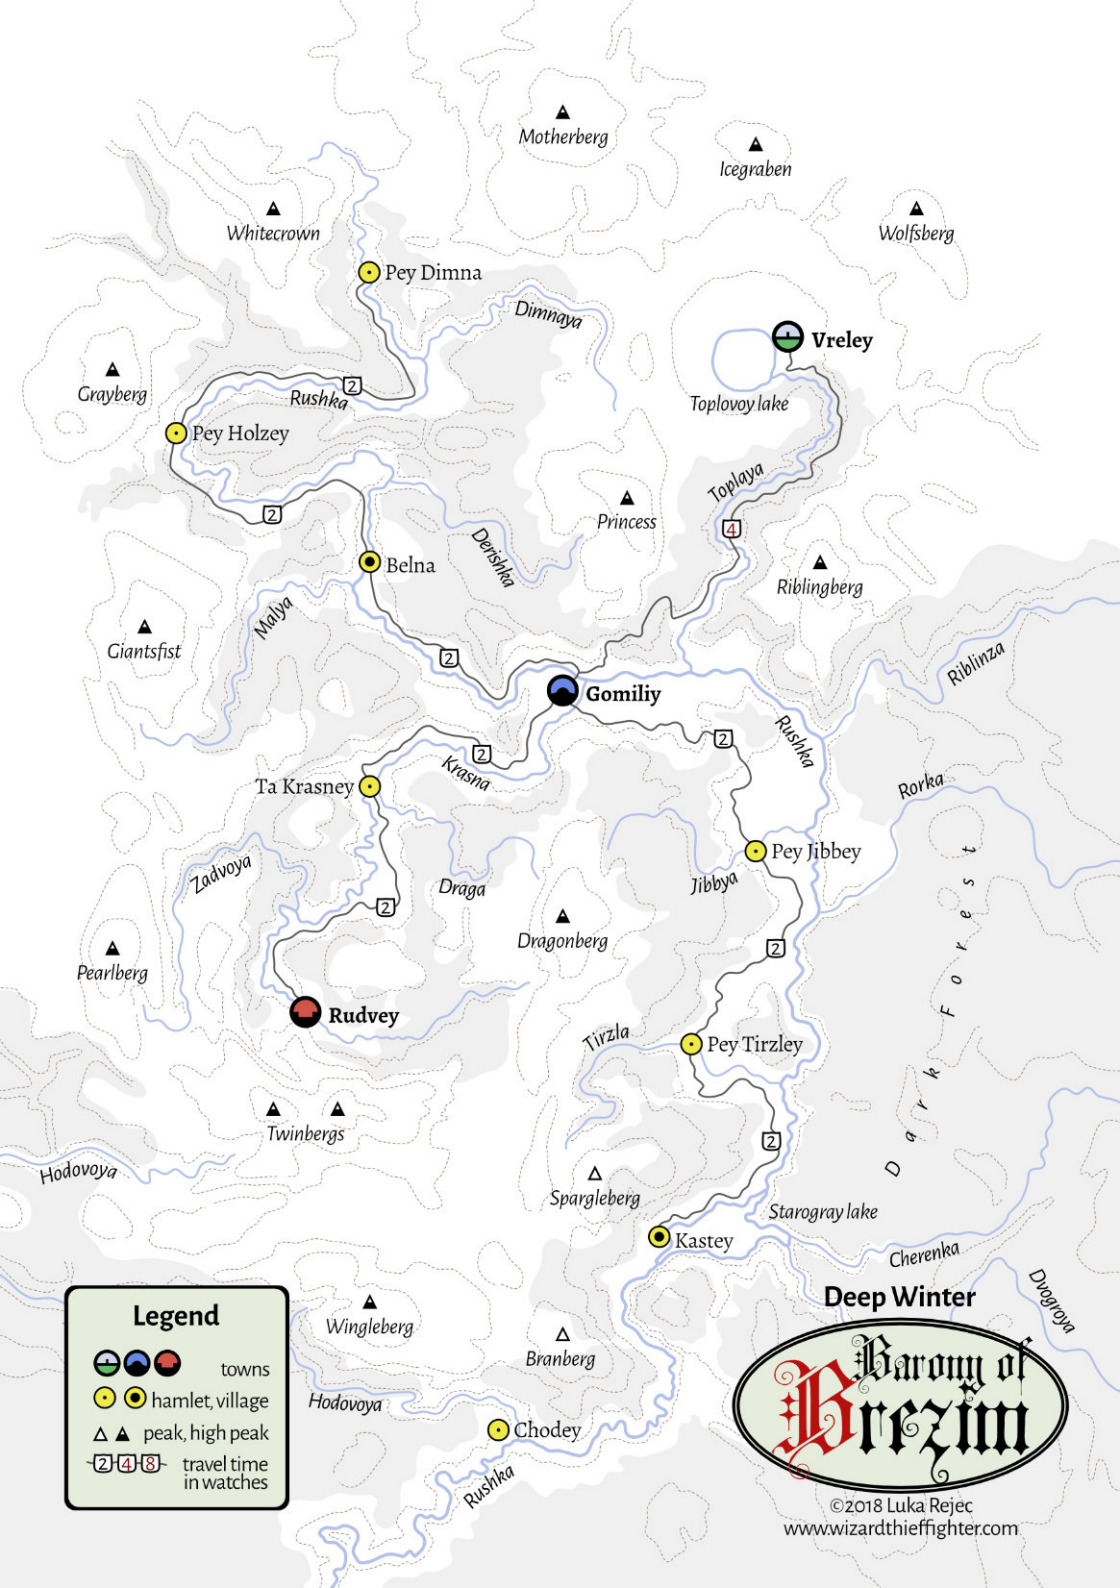 Motherberg
Icegraben
Whitecrown
Wolfsberg
Pey Dimna
Dimnaya
Vreley
Grayberg
2
Rushka
Toplovoy lake
Pey Holzey
Toplaya
Princess
2
4
Derishka
Belna
Riblingberg
Malya
Giantsfist
2
Riblinza
Gomiliy
Rushka
2
2
Krasna
Ta Krasney
Rorka
Pey Jibbey
Zadvoya
Draga
Jibbya
2
Dragonberg
2
Pearlberg
Dark Forest
Rudvey
Tirzla
Pey Tirzley
Twinbergs
2
Hodovoya
Spargleberg
Starogray lake
Kastey
Cherenka
Dvogroya
Wingleberg
Branberg
Hodovoya
Chodey
Rushka
Legend
towns
hamlet, village
peak, high peak
2 4 8 travel time
in watches
Deep Winter
Barony of
Brezim
©2018 Luka Rejec
www.wizardthieffighter.com